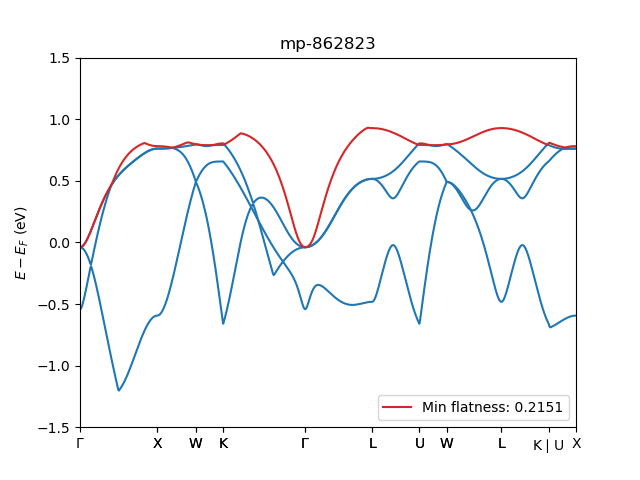 mp-862823
1.5
1.0
0.5
0.0
−0.5
−1.0
−1.5
E − E_F (eV)
Min flatness: 0.2151
Γ X W K Γ L U W L K | U X